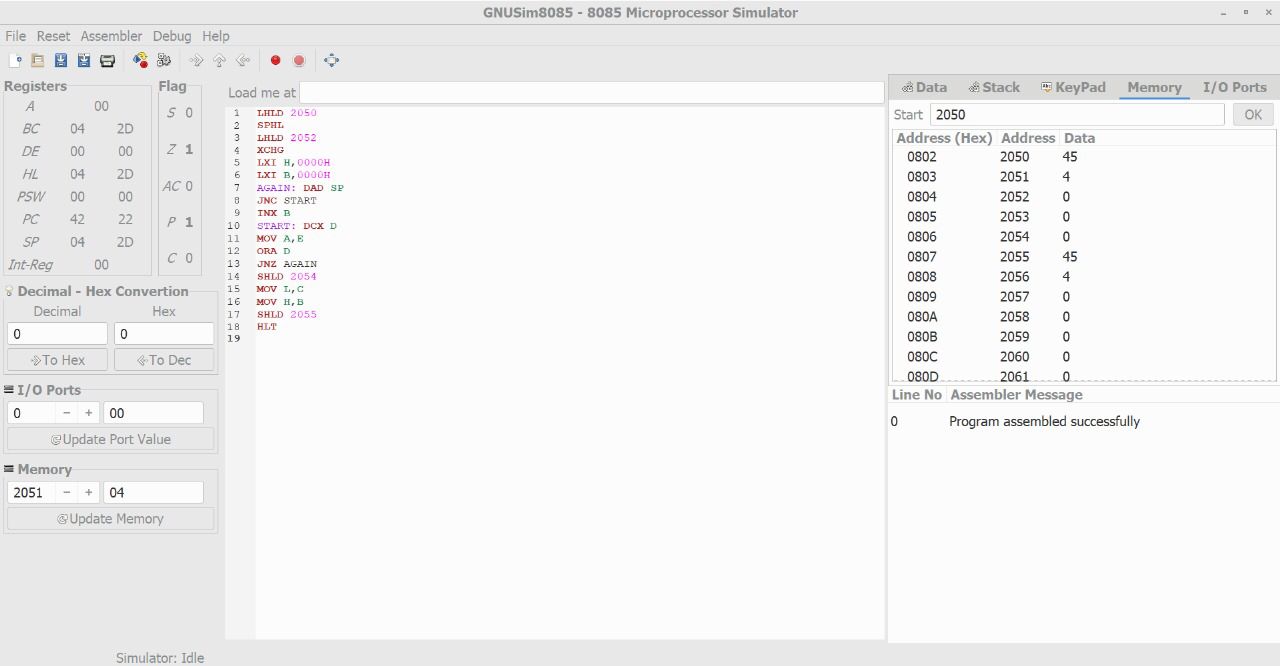 GNUSim8085 - 8085 Microprocessor Simulator
File Reset Assembler Debug Help
Registers
A 00
BC 04 2D
DE 00 00
HL 04 2D
PSW 00 00
PC 42 22
SP 04 2D
Int-Reg 00
Flag
S 0
Z 1
AC 0
P 1
C 0
Decimal - Hex Convertion
Decimal Hex
0 0
To Hex To Dec
I/O Ports
0 − + 00
Update Port Value
Memory
2051 − + 04
Update Memory
Load me at
1 LHLD 2050
2 SPHL
3 LHLD 2052
4 XCHG
5 LXI H,0000H
6 LXI B,0000H
7 AGAIN: DAD SP
8 JNC START
9 INX B
10 START: DCX D
11 MOV A,E
12 ORA D
13 JNZ AGAIN
14 SHLD 2054
15 MOV L,C
16 MOV H,B
17 SHLD 2055
18 HLT
19
Data Stack KeyPad Memory I/O Ports
Start 2050 OK
Address (Hex) Address Data
0802 2050 45
0803 2051 4
0804 2052 0
0805 2053 0
0806 2054 0
0807 2055 45
0808 2056 4
0809 2057 0
080A 2058 0
080B 2059 0
080C 2060 0
080D 2061 0
Line No Assembler Message
0 Program assembled successfully
Simulator: Idle